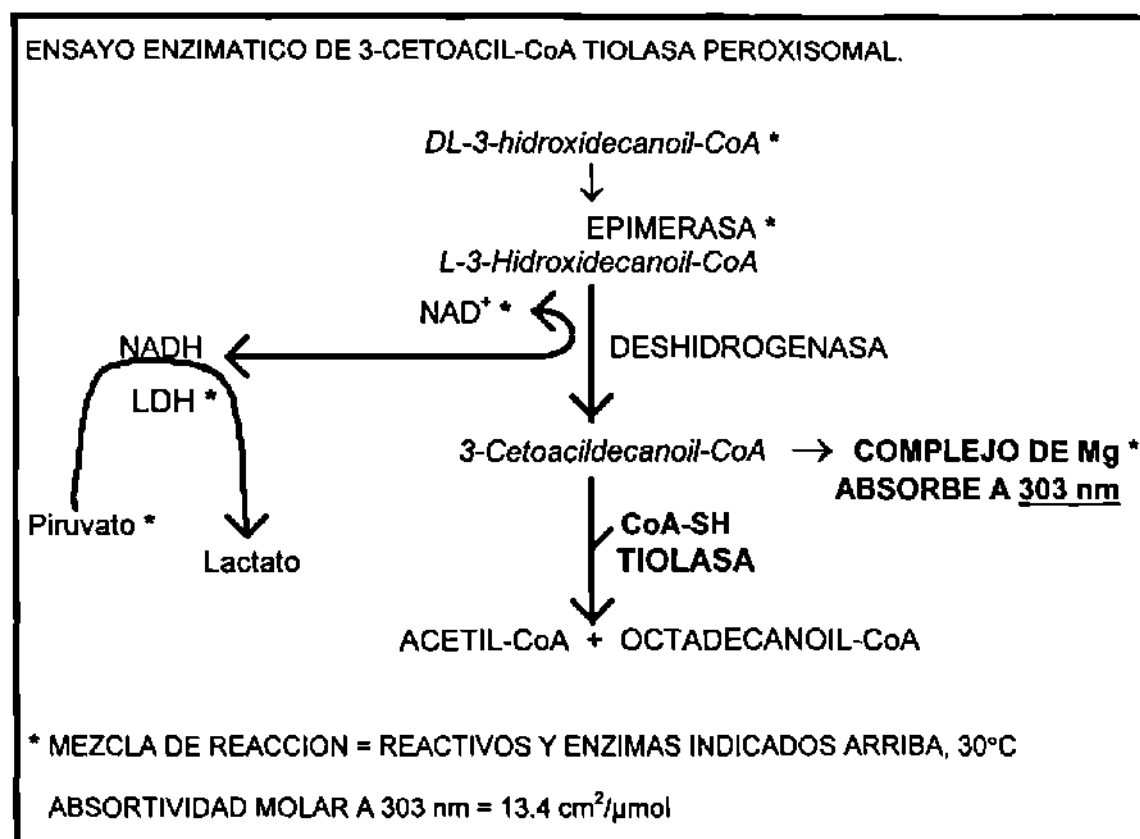 ENSAYO ENZIMATICO DE 3-CETOACIL-CoA TIOLASA PEROXISOMAL.
DL-3-hidroxidecanoil-CoA *
↓
EPIMERASA *
L-3-Hidroxidecanoil-CoA
NAD⁺ *
NADH
DESHIDROGENASA
LDH *
3-Cetoacildecanoil-CoA → COMPLEJO DE Mg *
ABSORBE A 303 nm
Piruvato *
CoA-SH
Lactato
TIOLASA
ACETIL-CoA + OCTADECANOIL-CoA
* MEZCLA DE REACCION = REACTIVOS Y ENZIMAS INDICADOS ARRIBA, 30°C
ABSORTIVIDAD MOLAR A 303 nm = 13.4 cm²/µmol